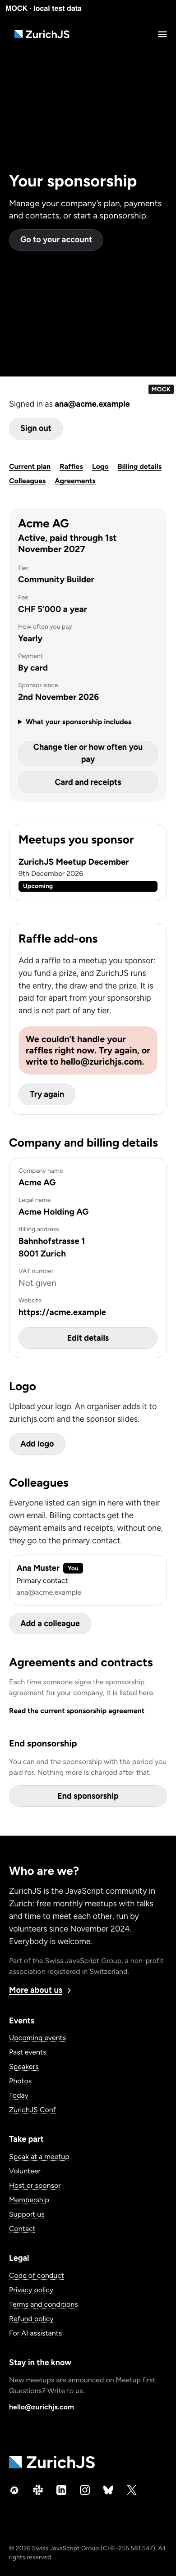 MOCK · local test data
ZurichJS
Your sponsorship
Manage your company's plan, payments
and contacts, or start a sponsorship.
Go to your account
MOCK
Signed in as ana@acme.example
Sign out
Current plan Raffles Logo Billing details
Colleagues Agreements
Acme AG
Active, paid through 1st
November 2027
Tier
Community Builder
Fee
CHF 5’000 a year
How often you pay
Yearly
Payment
By card
Sponsor since
2nd November 2026
What your sponsorship includes
Change tier or how often you
pay
Card and receipts
Meetups you sponsor
ZurichJS Meetup December
9th December 2026
Upcoming
Raffle add-ons
Add a raffle to a meetup you sponsor:
you fund a prize, and ZurichJS runs
the entry, the draw and the prize. It is
paid for apart from your sponsorship
and is not part of any tier.
We couldn’t handle your
raffles right now. Try again, or
write to hello@zurichjs.com.
Try again
Company and billing details
Company name
Acme AG
Legal name
Acme Holding AG
Billing address
Bahnhofstrasse 1
8001 Zurich
VAT number
Not given
Website
https://acme.example
Edit details
Logo
Upload your logo. An organiser adds it to
zurichjs.com and the sponsor slides.
Add logo
Colleagues
Everyone listed can sign in here with their
own email. Billing contacts get the
payment emails and receipts; without one,
they go to the primary contact.
Ana Muster You
Primary contact
ana@acme.example
Add a colleague
Agreements and contracts
Each time someone signs the sponsorship
agreement for your company, it is listed here.
Read the current sponsorship agreement
End sponsorship
You can end the sponsorship with the period you
paid for. Nothing more is charged after that.
End sponsorship
Who are we?
ZurichJS is the JavaScript community in
Zurich: free monthly meetups with talks
and time to meet each other, run by
volunteers since November 2024.
Everybody is welcome.
Part of the Swiss JavaScript Group, a non-profit
association registered in Switzerland.
More about us
Events
Upcoming events
Past events
Speakers
Photos
Today
ZurichJS Conf
Take part
Speak at a meetup
Volunteer
Host or sponsor
Membership
Support us
Contact
Legal
Code of conduct
Privacy policy
Terms and conditions
Refund policy
For AI assistants
Stay in the know
New meetups are announced on Meetup first.
Questions? Write to us.
hello@zurichjs.com
ZurichJS
© 2026 Swiss JavaScript Group (CHE-255.581.547). All
rights reserved.